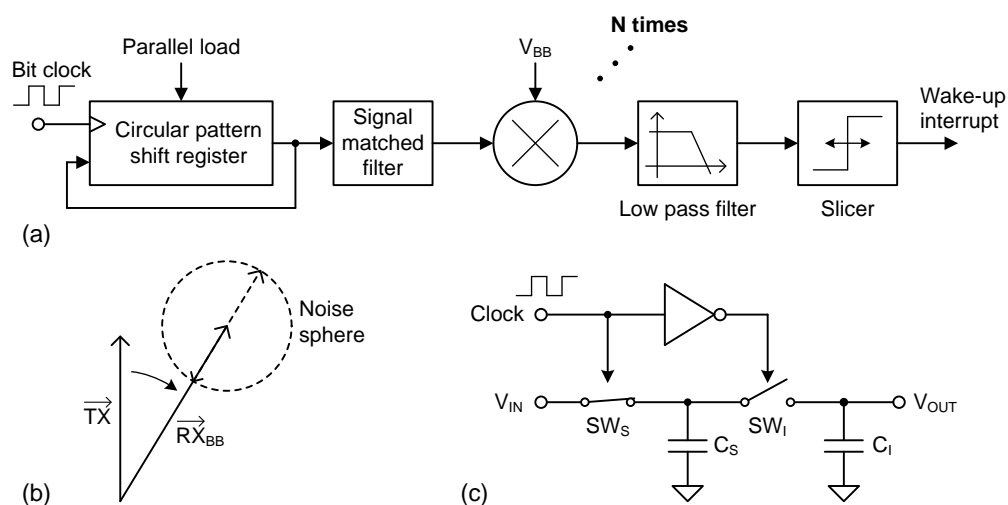 (a)
Parallel load
Bit clock
Circular pattern
shift register
Signal
matched
filter
V_BB
N times
Low pass filter
Slicer
Wake-up
interrupt
(b)
TX
RX_BB
Noise
sphere
(c)
Clock
V_IN
SW_S
C_S
SW_I
C_I
V_OUT